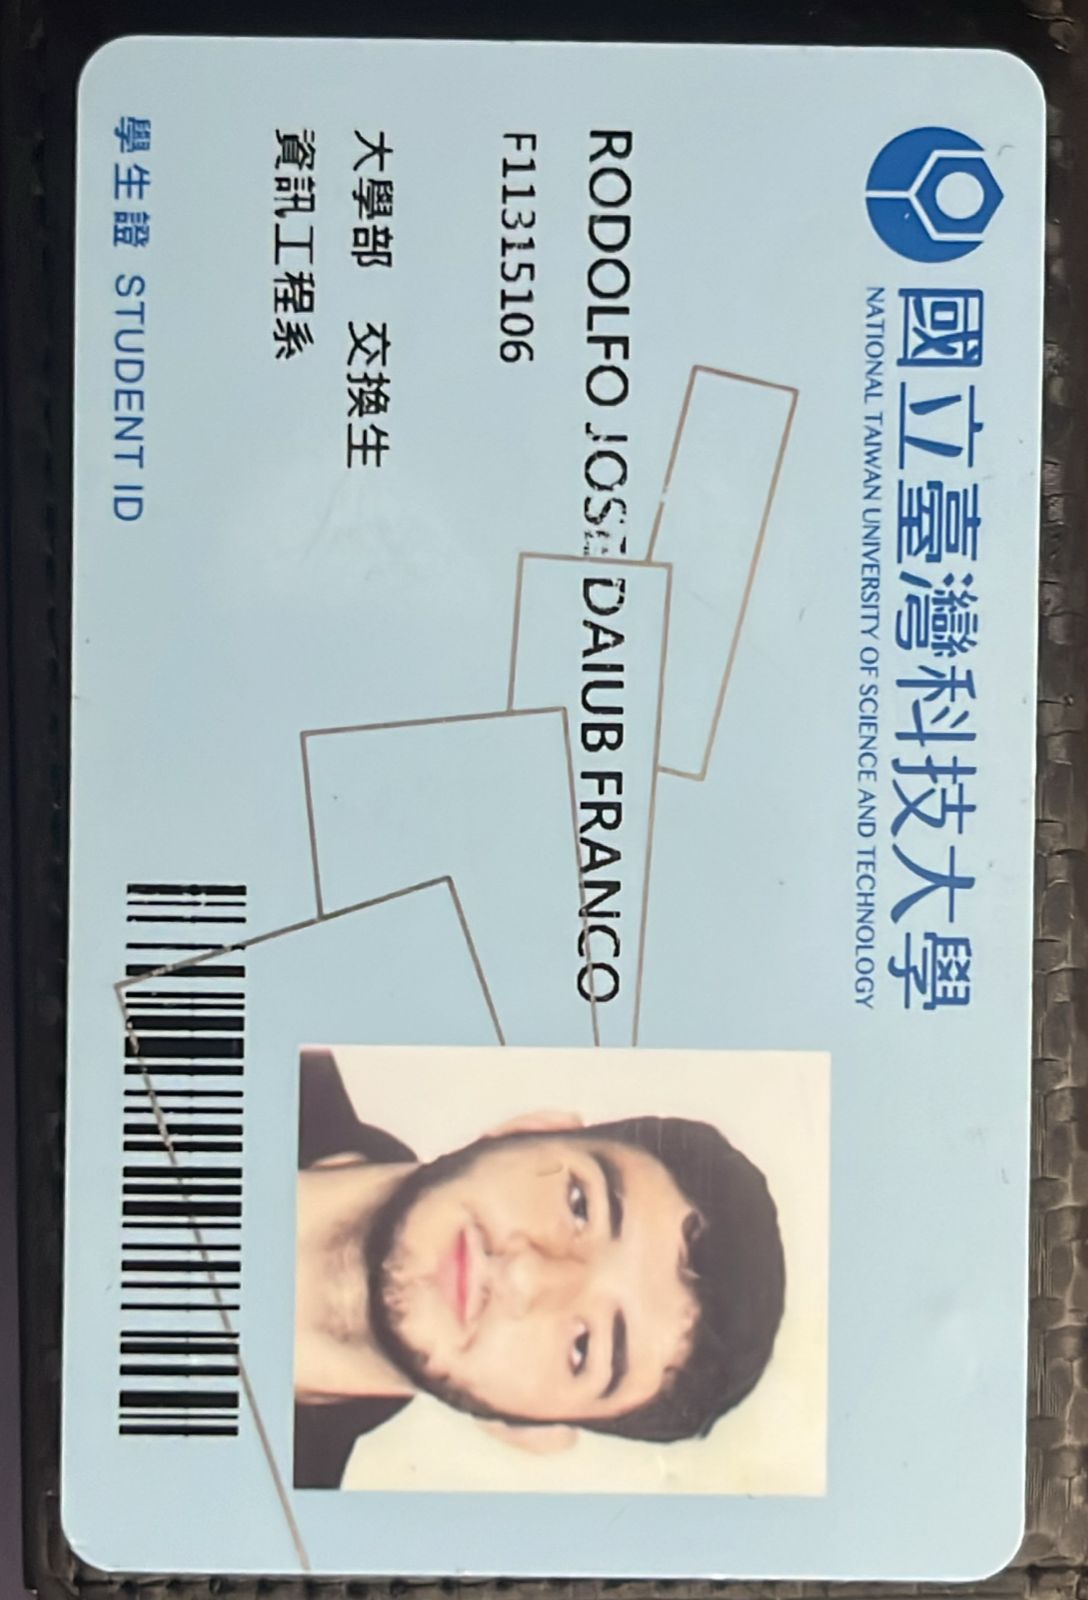 國立臺灣科技大學
NATIONAL TAIWAN UNIVERSITY OF SCIENCE AND TECHNOLOGY
RODOLFO JOSE DAIUB FRANCO
F11315106
大學部 交換生
資訊工程系
學生證 STUDENT ID